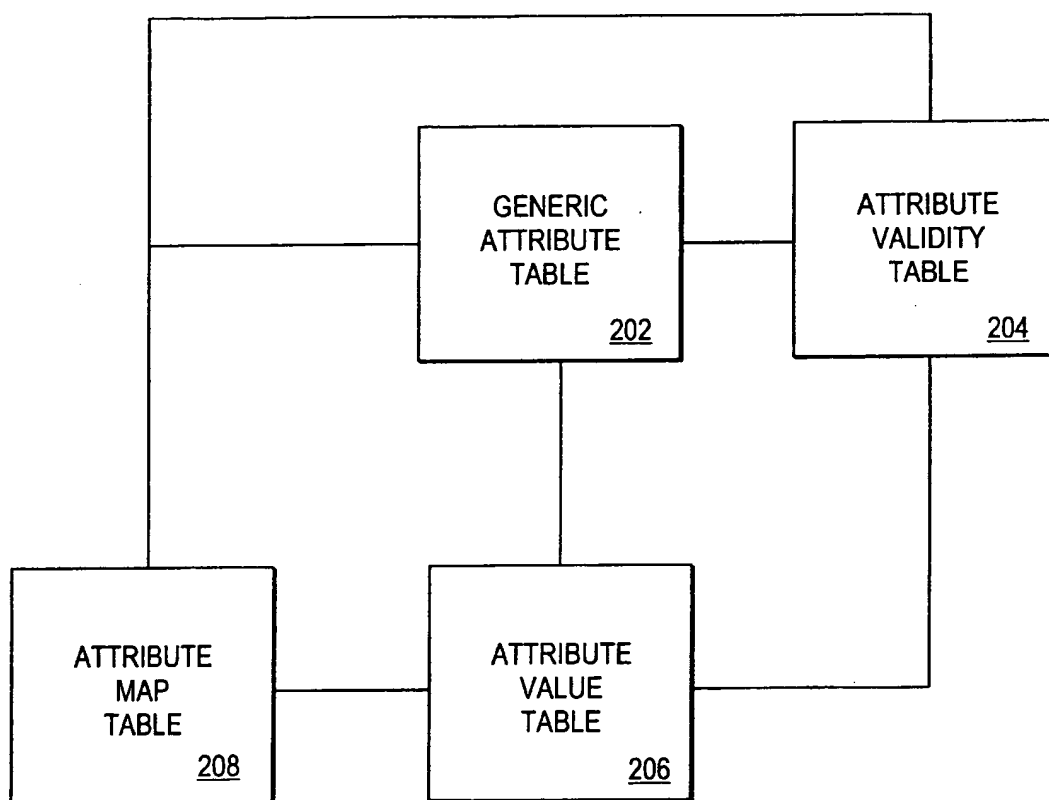 GENERIC
ATTRIBUTE
TABLE
202
ATTRIBUTE
VALIDITY
TABLE
204
ATTRIBUTE
MAP
TABLE
208
ATTRIBUTE
VALUE
TABLE
206